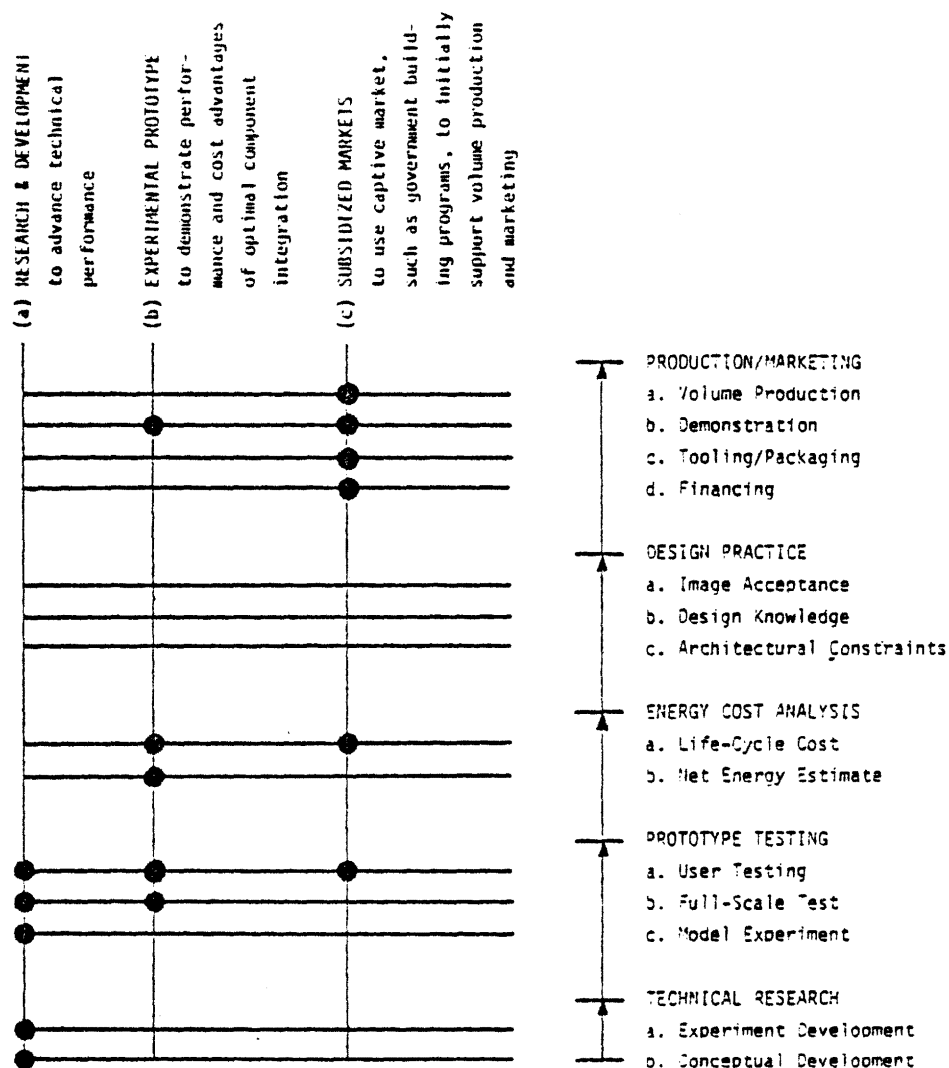 (a) RESEARCH & DEVELOPMENT
to advance technical
performance
(b) EXPERIMENTAL PROTOTYPE
to demonstrate perfor-
mance and cost advantages
of optimal component
integration
(c) SUBSIDIZED MARKETS
to use captive market,
such as government build-
ing programs, to initially
support volume production
and marketing
PRODUCTION/MARKETING
a. Volume Production
b. Demonstration
c. Tooling/Packaging
d. Financing
DESIGN PRACTICE
a. Image Acceptance
b. Design Knowledge
c. Architectural Constraints
ENERGY COST ANALYSIS
a. Life-Cycle Cost
b. Net Energy Estimate
PROTOTYPE TESTING
a. User Testing
b. Full-Scale Test
c. Model Experiment
TECHNICAL RESEARCH
a. Experiment Development
b. Conceptual Development